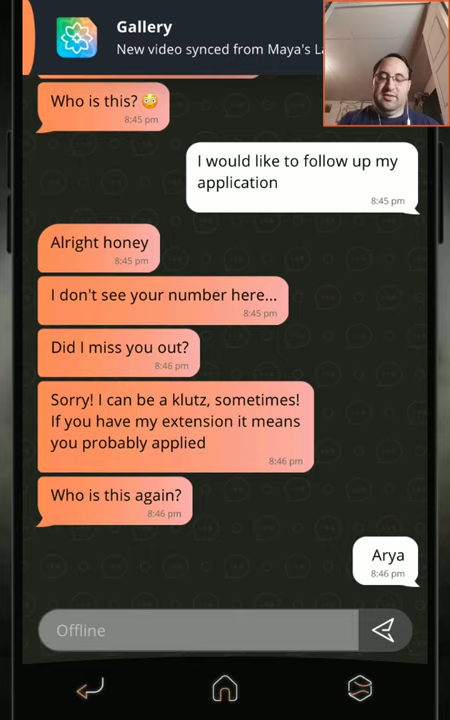 Gallery
New video synced from Maya's La
Who is this? 😳
8:45 pm
I would like to follow up my
application
8:45 pm
Alright honey
8:45 pm
I don't see your number here...
8:45 pm
Did I miss you out?
8:46 pm
Sorry! I can be a klutz, sometimes!
If you have my extension it means
you probably applied
8:46 pm
Who is this again?
8:46 pm
Arya
8:46 pm
Offline